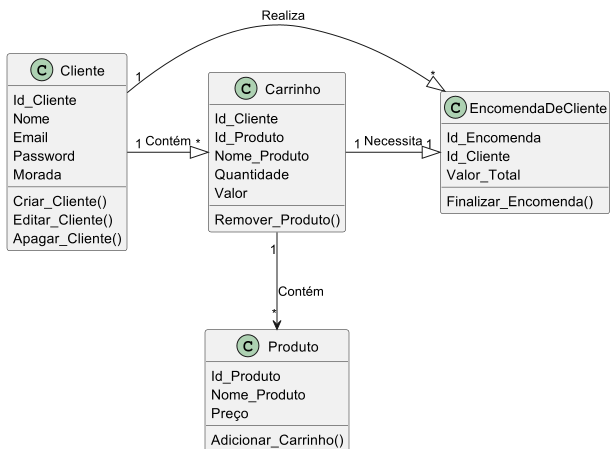 Realiza
1
*
C Cliente
Id_Cliente
Nome
Email
Password
Morada
Criar_Cliente()
Editar_Cliente()
Apagar_Cliente()
1 Contém *
C Carrinho
Id_Cliente
Id_Produto
Nome_Produto
Quantidade
Valor
Remover_Produto()
1 Necessita 1
C EncomendaDeCliente
Id_Encomenda
Id_Cliente
Valor_Total
Finalizar_Encomenda()
1
Contém
*
C Produto
Id_Produto
Nome_Produto
Preço
Adicionar_Carrinho()